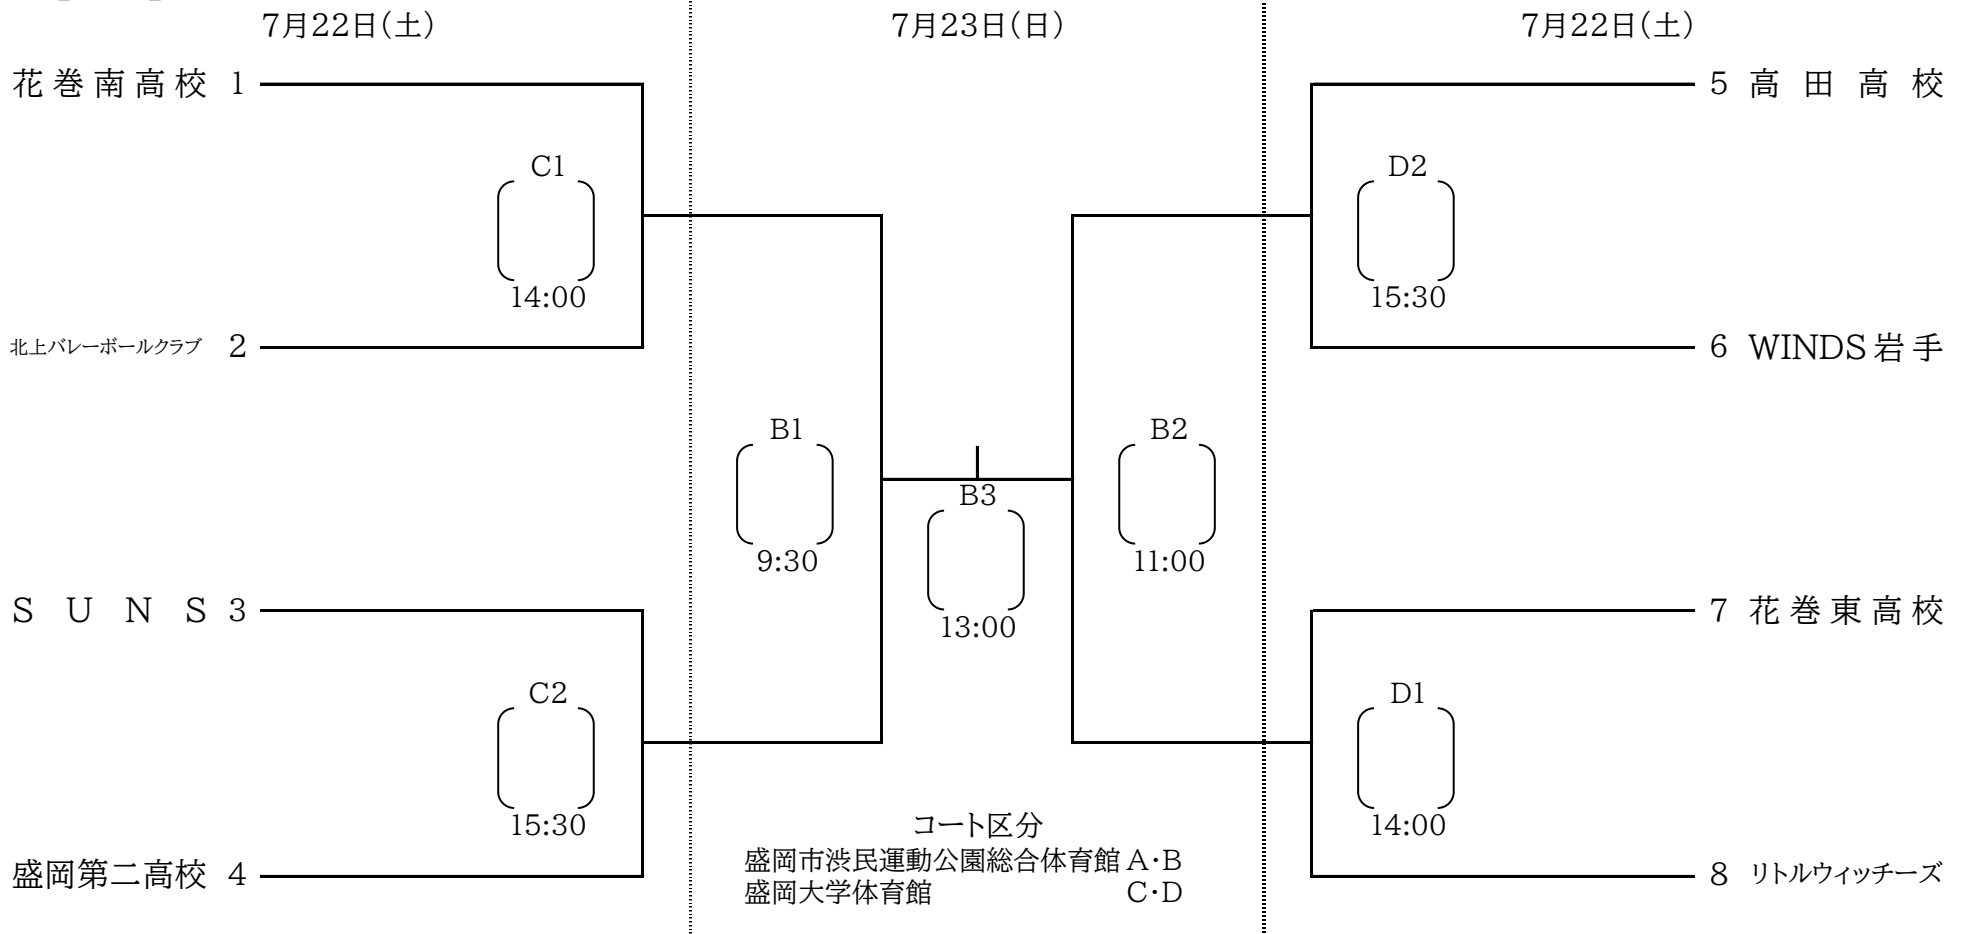 7月22日(土) 7月23日(日) 7月22日(土)
花巻南高校 1
5 高田高校
C1
D2
14:00
15:30
北上バレーボールクラブ 2
6 WINDS岩手
B1
B2
B3
9:30
11:00
SUNS 3
7 花巻東高校
13:00
C2
D1
15:30
14:00
コート区分
盛岡市渋民運動公園総合体育館 A・B
盛岡大学体育館 C・D
盛岡第二高校 4
8 リトルウィッチーズ